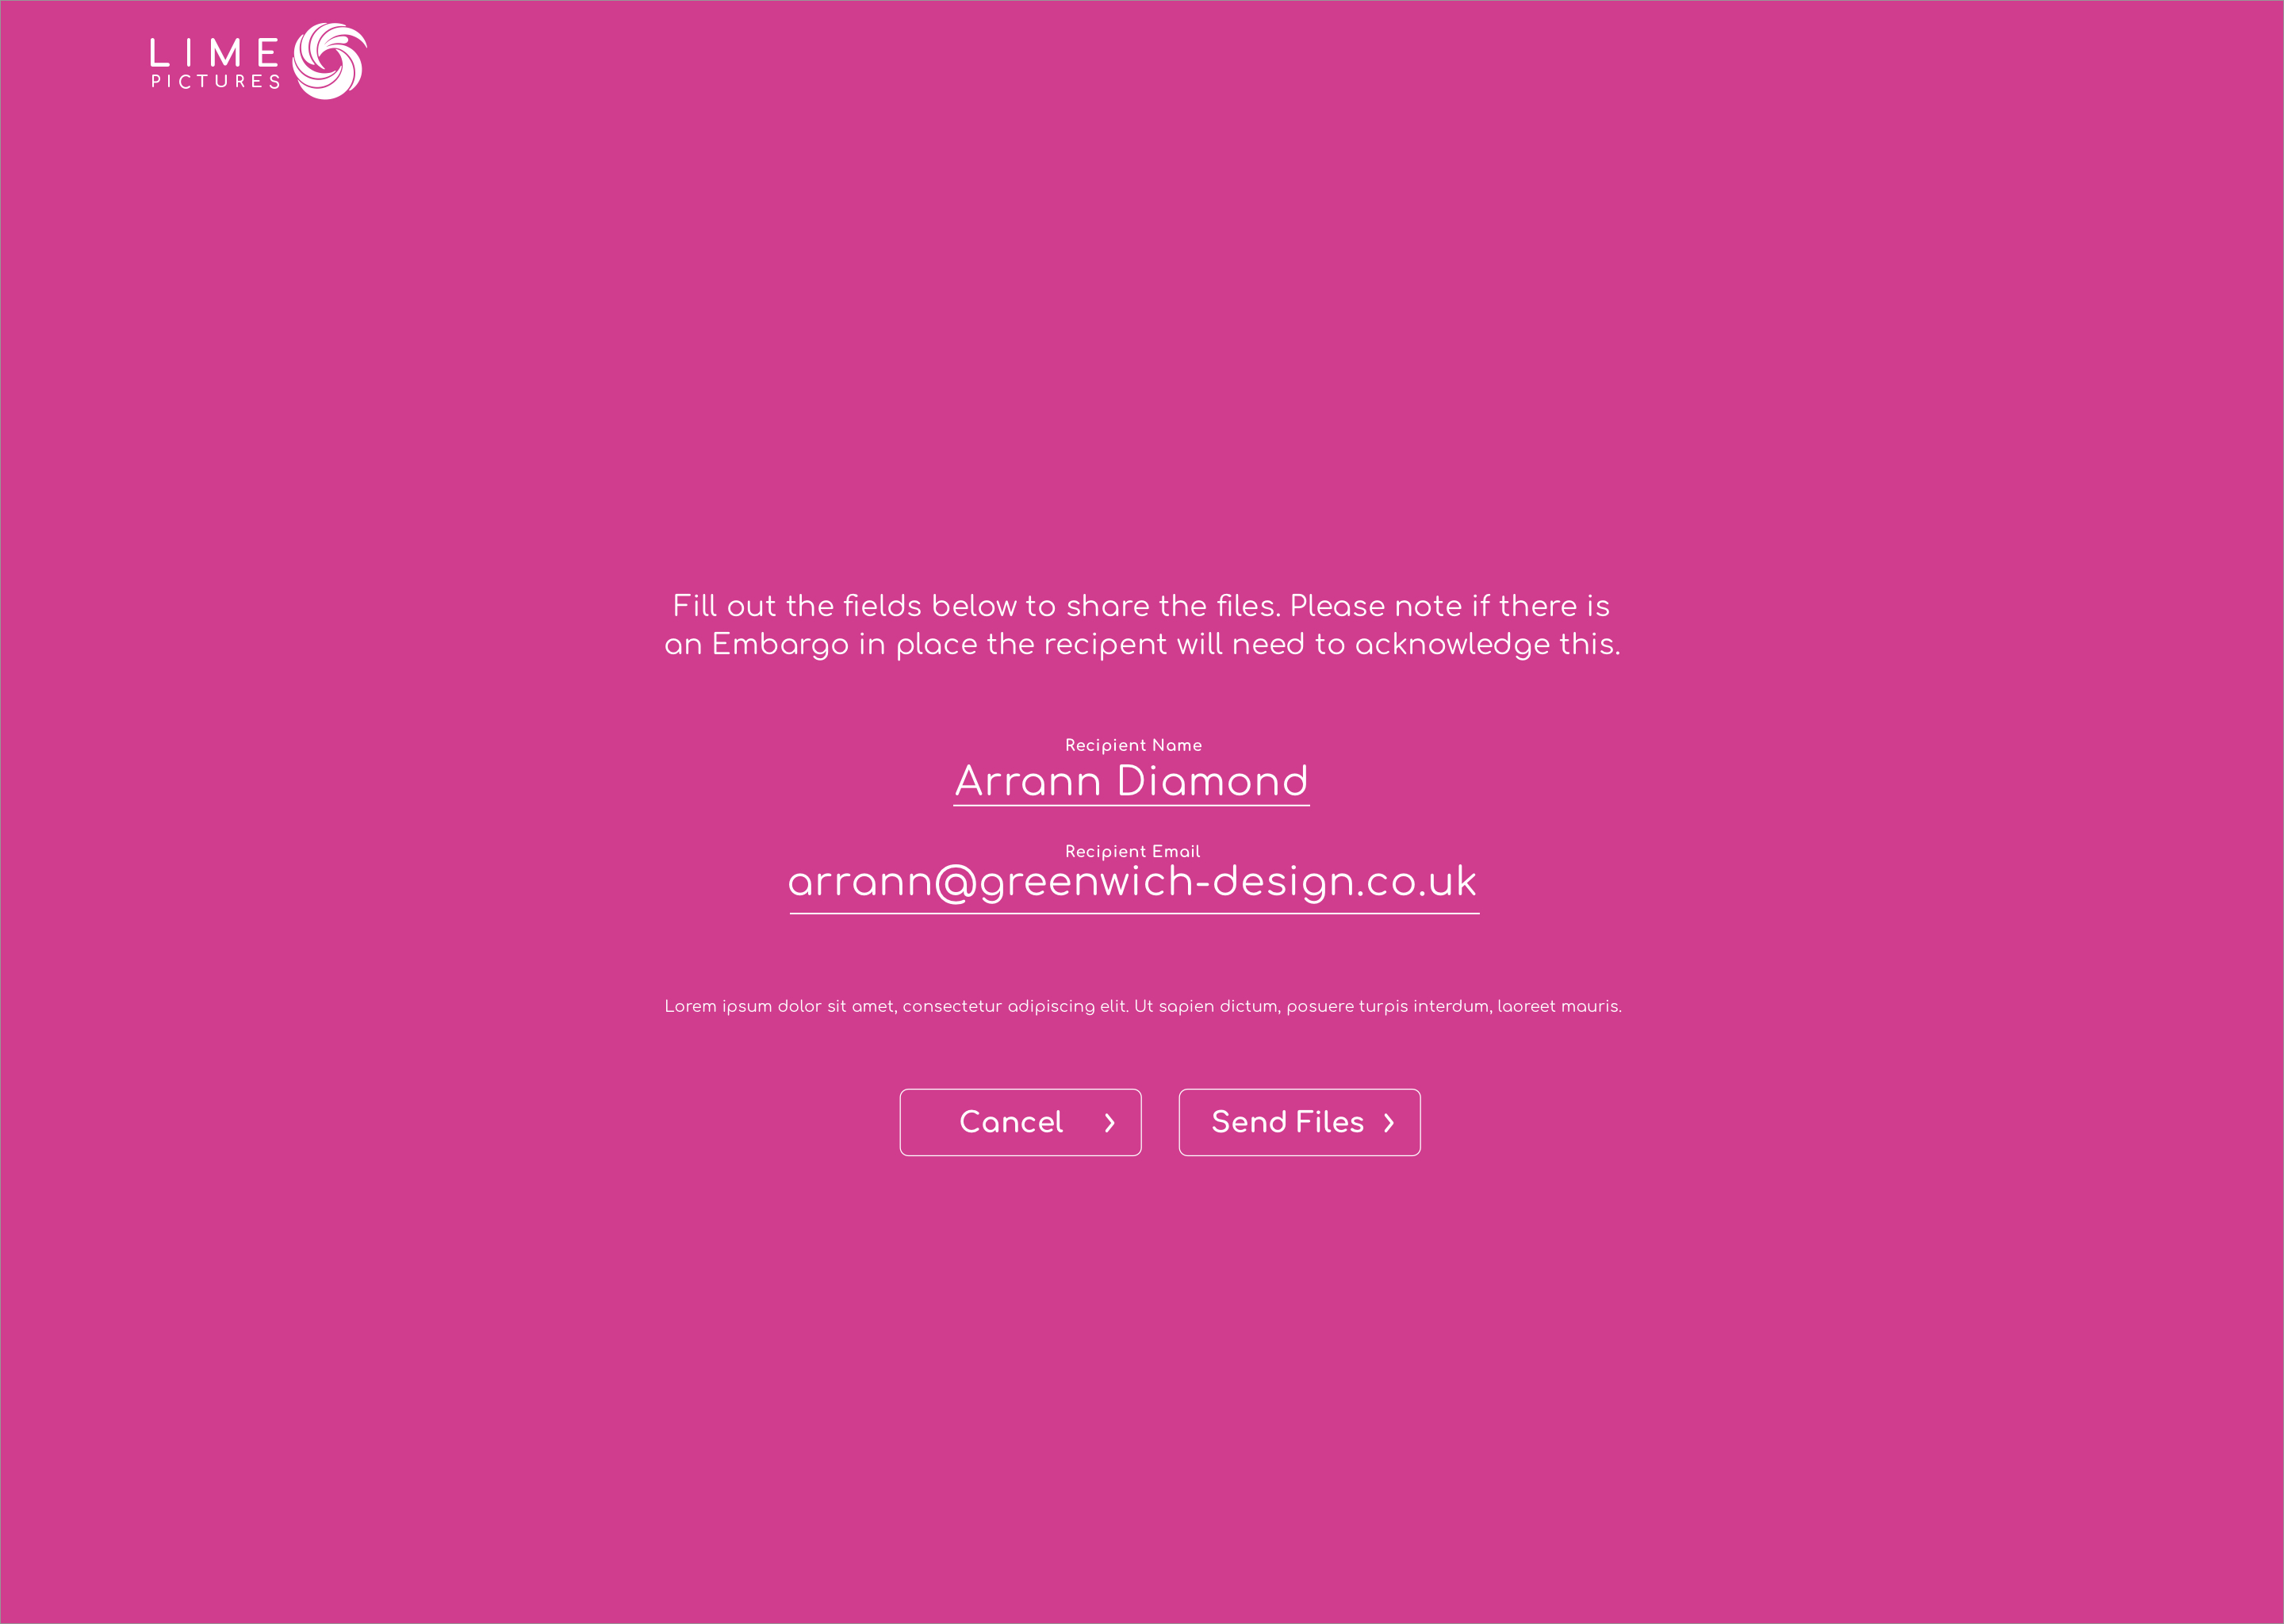 LIME
PICTURES
Fill out the fields below to share the files. Please note if there is
an Embargo in place the recipent will need to acknowledge this.
Recipient Name
Arrann Diamond
Recipient Email
arrann@greenwich-design.co.uk
Lorem ipsum dolor sit amet, consectetur adipiscing elit. Ut sapien dictum, posuere turpis interdum, laoreet mauris.
Cancel
Send Files